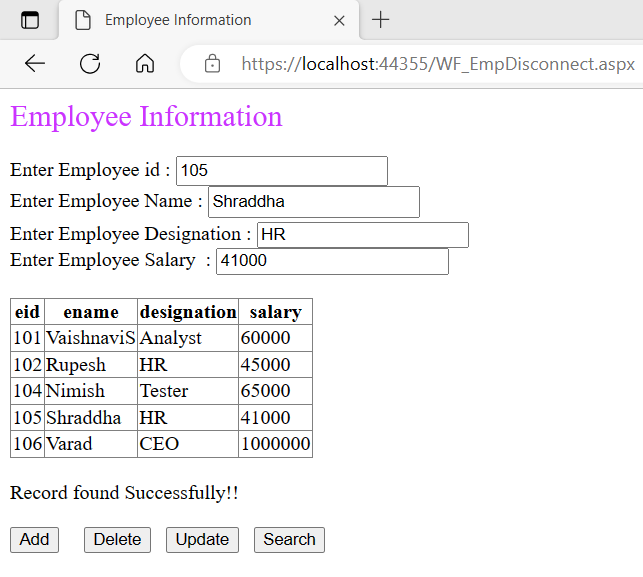 Employee Information
https://localhost:44355/WF_EmpDisconnect.aspx
Employee Information
Enter Employee id : 105
Enter Employee Name : Shraddha
Enter Employee Designation : HR
Enter Employee Salary : 41000
eid ename designation salary
101 VaishnaviS Analyst 60000
102 Rupesh HR 45000
104 Nimish Tester 65000
105 Shraddha HR 41000
106 Varad CEO 1000000
Record found Successfully!!
Add Delete Update Search